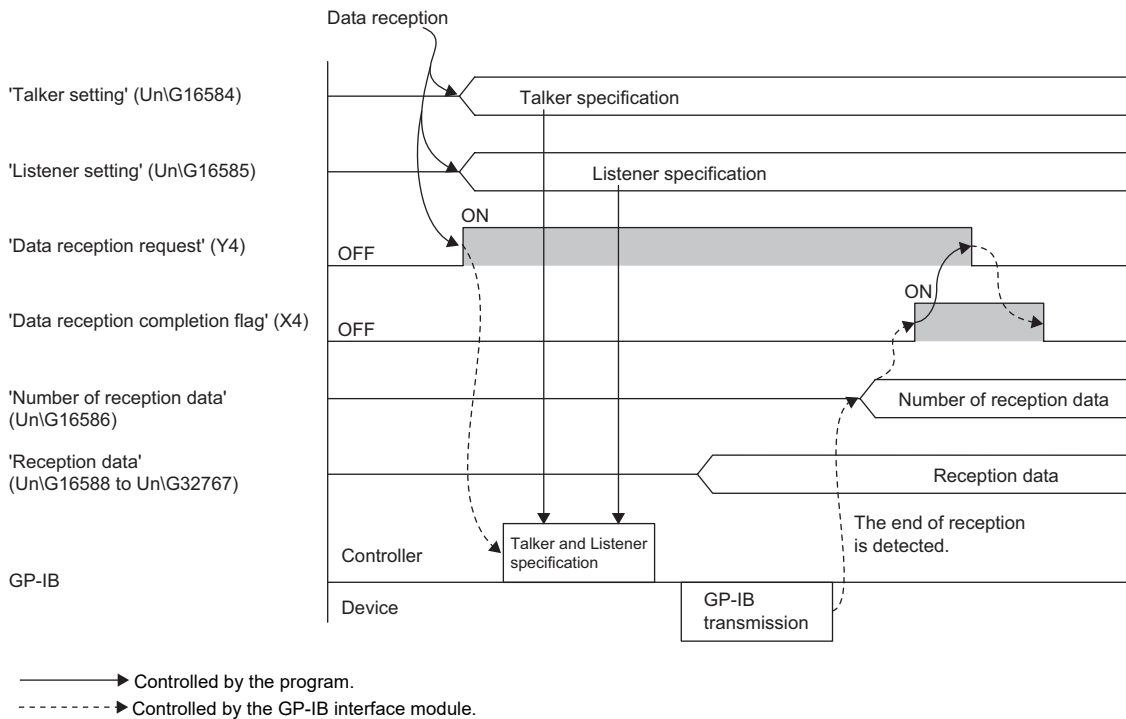 Data reception
'Talker setting' (Un\G16584)
Talker specification
'Listener setting' (Un\G16585)
Listener specification
ON
'Data reception request' (Y4)
OFF
ON
'Data reception completion flag' (X4)
OFF
'Number of reception data'
(Un\G16586)
Number of reception data
'Reception data'
(Un\G16588 to Un\G32767)
Reception data
The end of reception
is detected.
Controller
Talker and Listener
specification
GP-IB
Device
GP-IB
transmission
Controlled by the program.
Controlled by the GP-IB interface module.